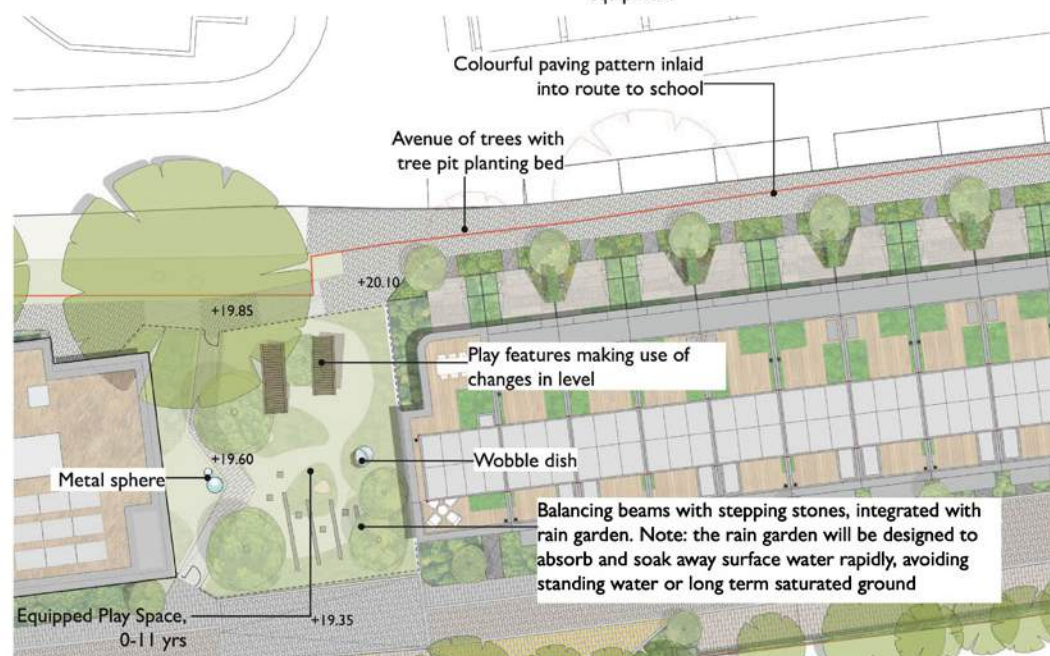 Colourful paving pattern inlaid
into route to school
Avenue of trees with
tree pit planting bed
+20.10
+19.85
Play features making use of
changes in level
+19.60
Metal sphere
Wobble dish
Balancing beams with stepping stones, integrated with
rain garden. Note: the rain garden will be designed to
absorb and soak away surface water rapidly, avoiding
standing water or long term saturated ground
Equipped Play Space,
0-11 yrs
+19.35